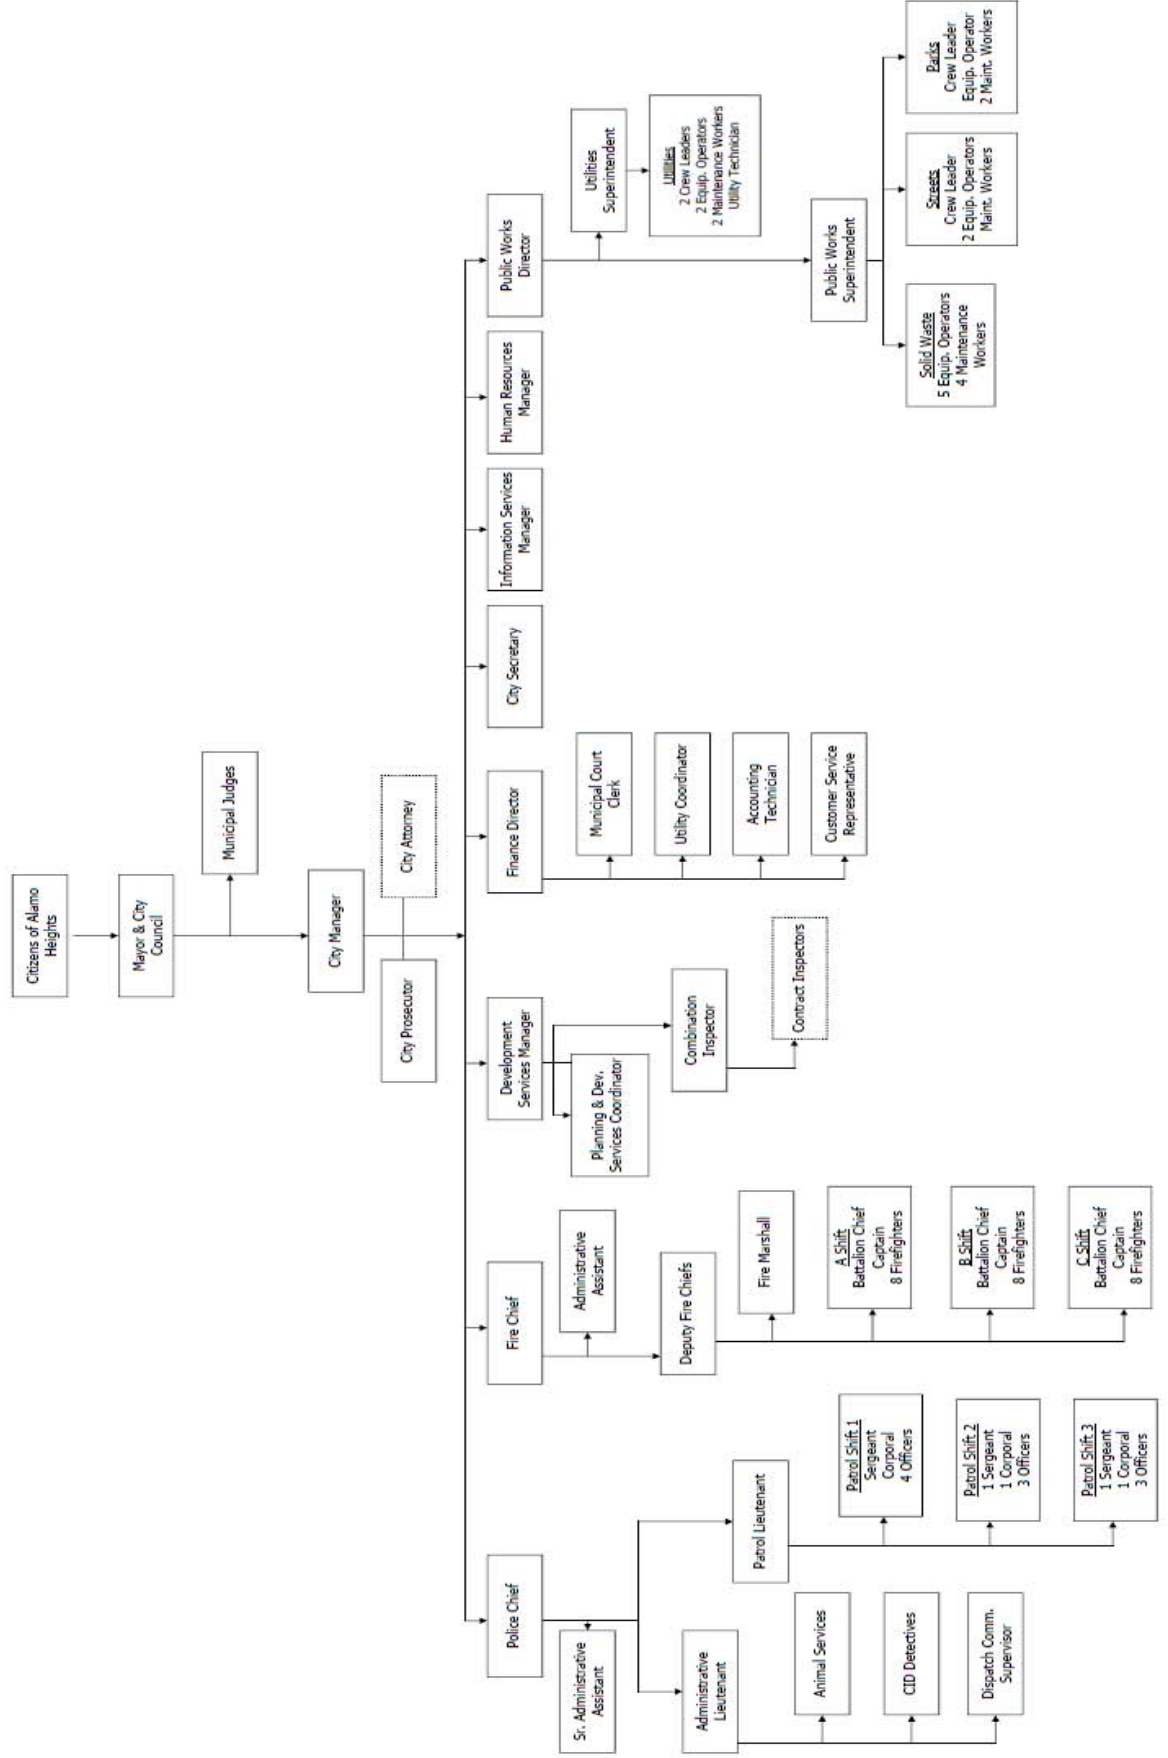 Citizens of Alamo
Heights
Mayor & City
Council
Municipal Judges
City Manager
City Prosecutor
City Attorney
Police Chief
Fire Chief
Development
Services Manager
Finance Director
City Secretary
Information Services
Manager
Human Resources
Manager
Public Works
Director
Sr. Administrative
Assistant
Administrative
Lieutenant
Animal Services
CID Detectives
Dispatch Comm.
Supervisor
Patrol Lieutenant
Patrol Shift 1
Sergeant
Corporal
4 Officers
Patrol Shift 2
1 Sergeant
1 Corporal
3 Officers
Patrol Shift 3
1 Sergeant
1 Corporal
3 Officers
Administrative
Assistant
Deputy Fire Chiefs
Fire Marshall
A Shift
Battalion Chief
Captain
8 Firefighters
B Shift
Battalion Chief
Captain
8 Firefighters
C Shift
Battalion Chief
Captain
8 Firefighters
Planning & Dev.
Services Coordinator
Combination
Inspector
Contract Inspectors
Municipal Court
Clerk
Utility Coordinator
Accounting
Technician
Customer Service
Representative
Utilities
Superintendent
Utilities
2 Crew Leaders
2 Equip. Operators
2 Maintenance Workers
Utility Technician
Public Works
Superintendent
Solid Waste
5 Equip. Operators
4 Maintenance
Workers
Streets
Crew Leader
2 Equip. Operators
Maint. Workers
Parks
Crew Leader
Equip. Operator
2 Maint. Workers